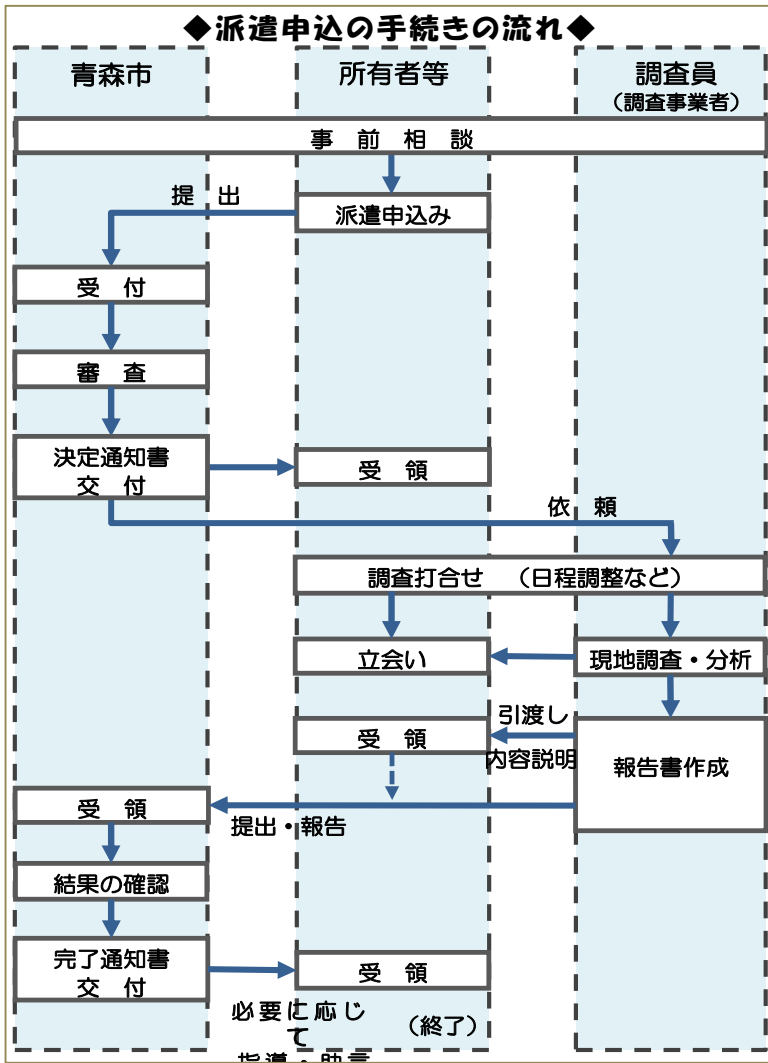 ◆派遣申込の手続きの流れ◆
青森市
所有者等
調査員
（調査事業者）
事 前 相 談
提 出
派遣申込み
受 付
審 査
決定通知書
交 付
受 領
依 頼
調査打合せ （日程調整など）
立会い
現地調査・分析
引渡し
受 領
内容説明
報告書作成
受 領
提出・報告
結果の確認
完了通知書
交 付
受 領
必要に応じ
て
指導・助言
（終了）